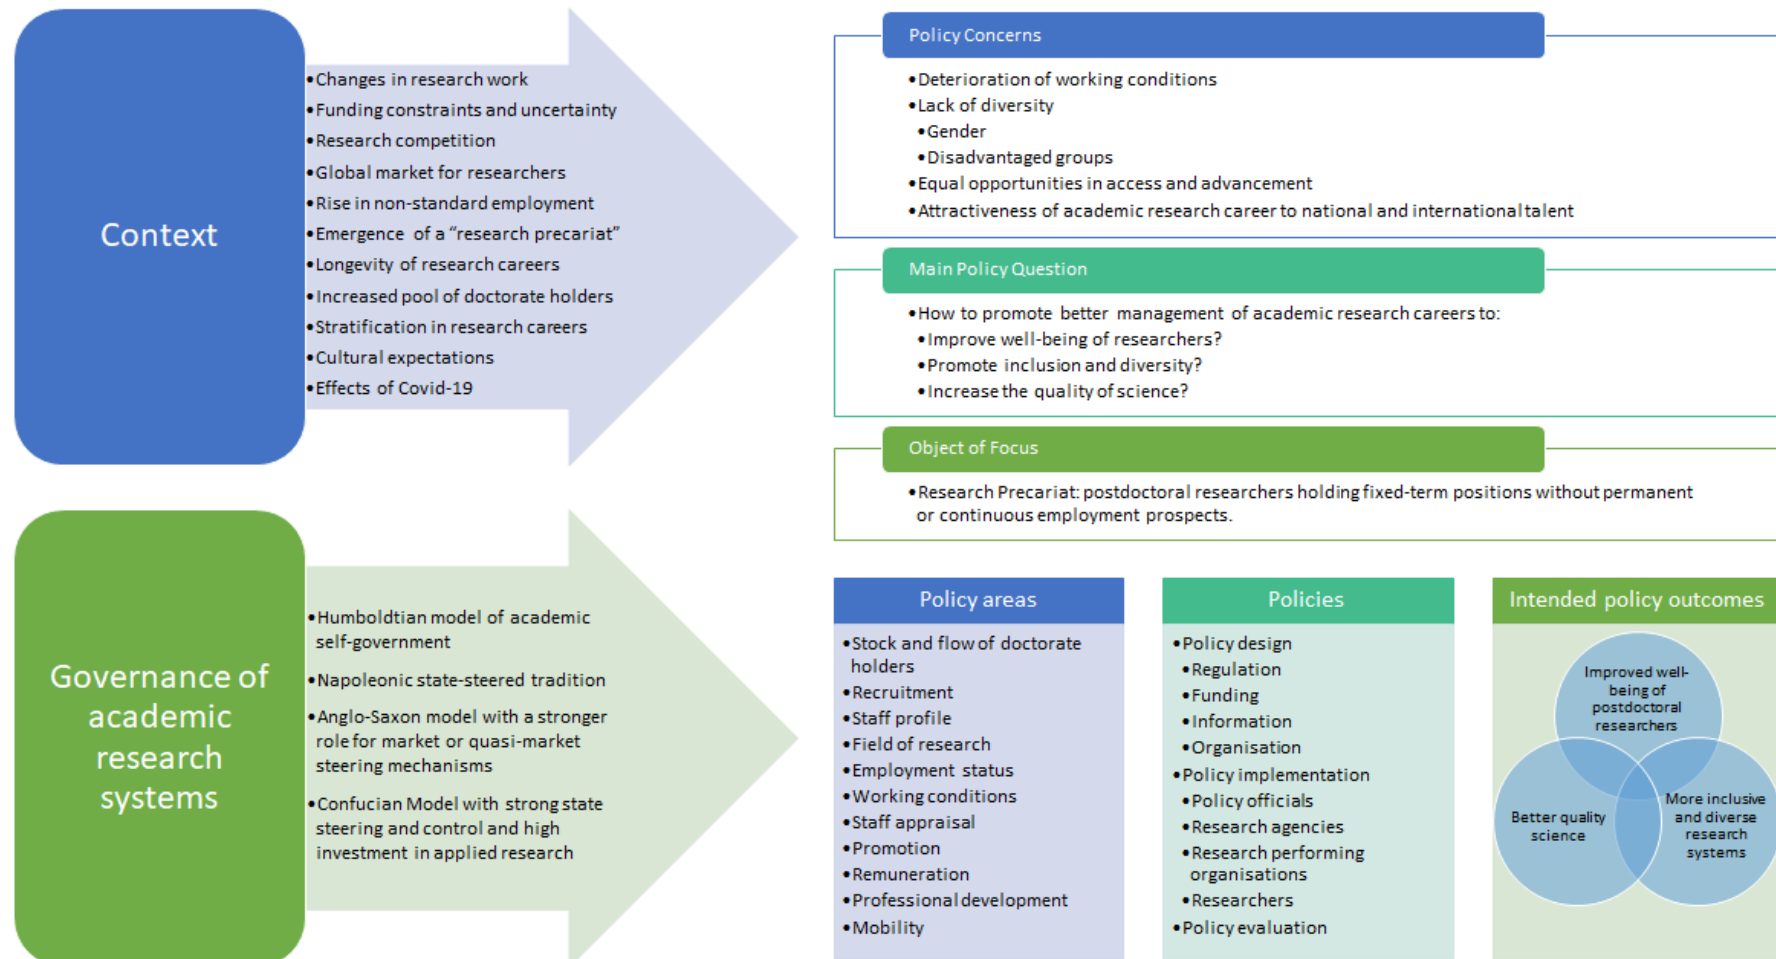 Context
•Changes in research work
•Funding constraints and uncertainty
•Research competition
•Global market for researchers
•Rise in non-standard employment
•Emergence of a “research precariat”
•Longevity of research careers
•Increased pool of doctorate holders
•Stratification in research careers
•Cultural expectations
•Effects of Covid-19
Policy Concerns
•Deterioration of working conditions
•Lack of diversity
•Gender
•Disadvantaged groups
•Equal opportunities in access and advancement
•Attractiveness of academic research career to national and international talent
Main Policy Question
•How to promote better management of academic research careers to:
•Improve well-being of researchers?
•Promote inclusion and diversity?
•Increase the quality of science?
Object of Focus
•Research Precariat: postdoctoral researchers holding fixed-term positions without permanent
or continuous employment prospects.
Governance of
academic
research
systems
•Humboldtian model of academic
self-government
•Napoleonic state-steered tradition
•Anglo-Saxon model with a stronger
role for market or quasi-market
steering mechanisms
•Confucian Model with strong state
steering and control and high
investment in applied research
Policy areas
•Stock and flow of doctorate
holders
•Recruitment
•Staff profile
•Field of research
•Employment status
•Working conditions
•Staff appraisal
•Promotion
•Remuneration
•Professional development
•Mobility
Policies
•Policy design
•Regulation
•Funding
•Information
•Organisation
•Policy implementation
•Policy officials
•Research agencies
•Research performing
organisations
•Researchers
•Policy evaluation
Intended policy outcomes
Improved well-
being of
postdoctoral
researchers
Better quality
science
More inclusive
and diverse
research
systems